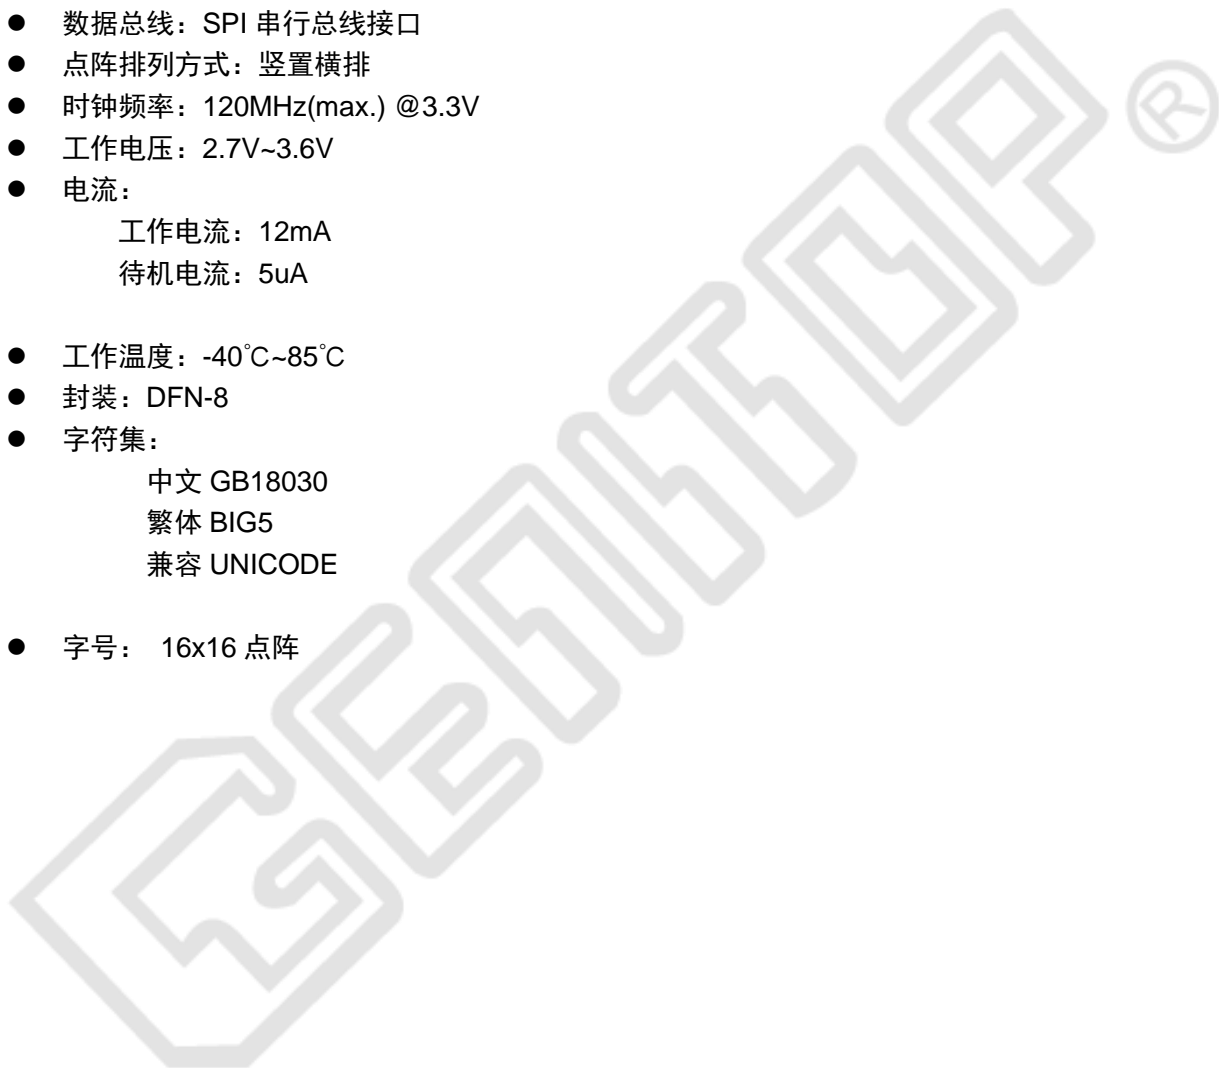 ● 数据总线：SPI 串行总线接口
● 点阵排列方式：竖置横排
● 时钟频率：120MHz(max.) @3.3V
● 工作电压：2.7V~3.6V
● 电流：
工作电流：12mA
待机电流：5uA
● 工作温度：-40℃~85℃
● 封装：DFN-8
● 字符集：
中文 GB18030
繁体 BIG5
兼容 UNICODE
● 字号： 16x16 点阵
GENTOP®